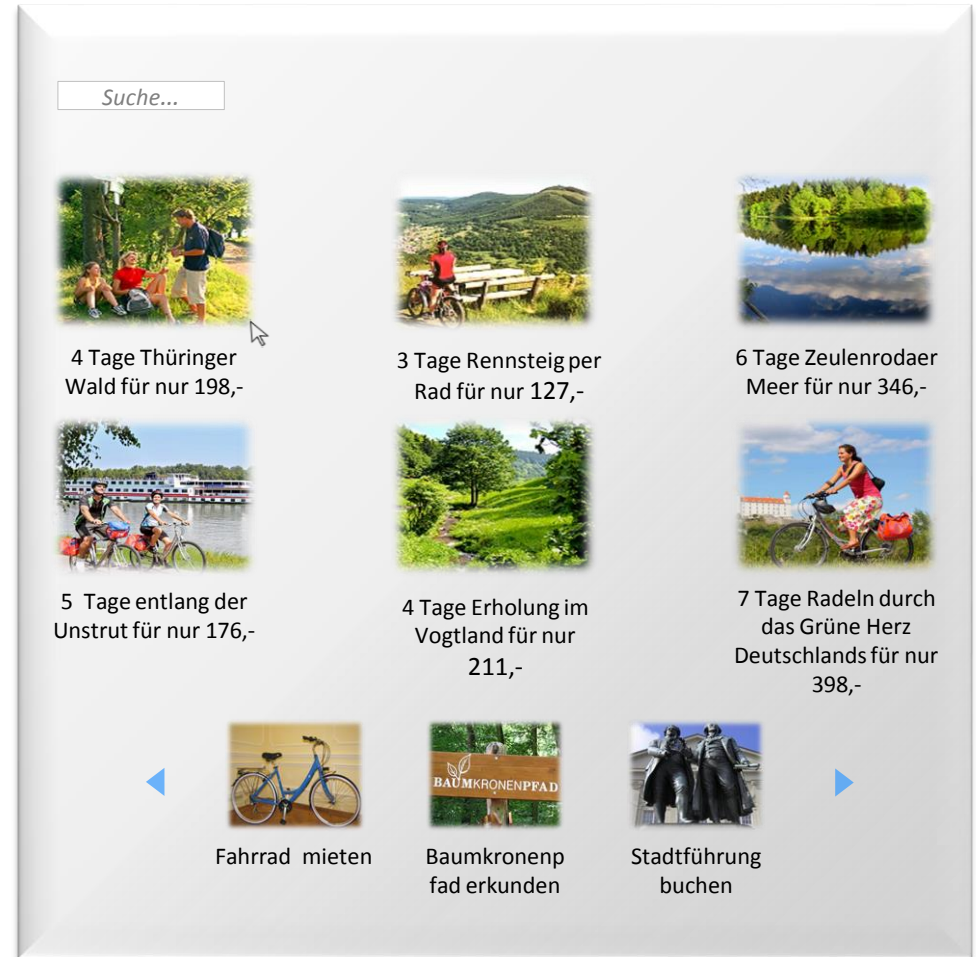 Suche...
4 Tage Thüringer
Wald für nur 198,-
3 Tage Rennsteig per
Rad für nur 127,-
6 Tage Zeulenrodaer
Meer für nur 346,-
5 Tage entlang der
Unstrut für nur 176,-
4 Tage Erholung im
Vogtland für nur
211,-
7 Tage Radeln durch
das Grüne Herz
Deutschlands für nur
398,-
BAUMKRONENPFAD
Fahrrad mieten
Baumkronenp
fad erkunden
Stadtführung
buchen